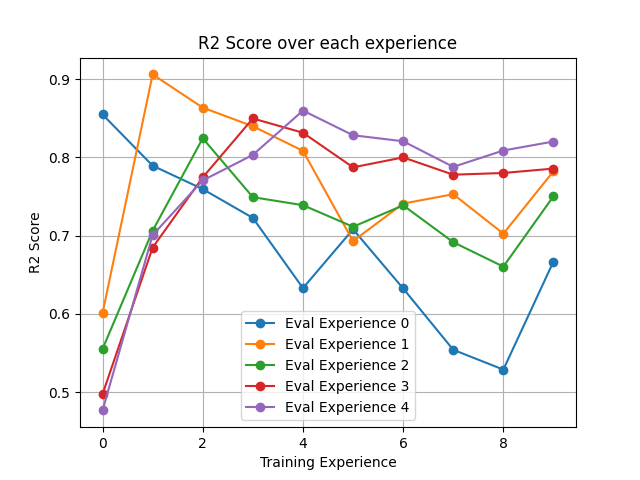 R2 Score over each experience
0.9
0.8
0.7
0.6
0.5
R2 Score
Eval Experience 0
Eval Experience 1
Eval Experience 2
Eval Experience 3
Eval Experience 4
0 2 4 6 8
Training Experience